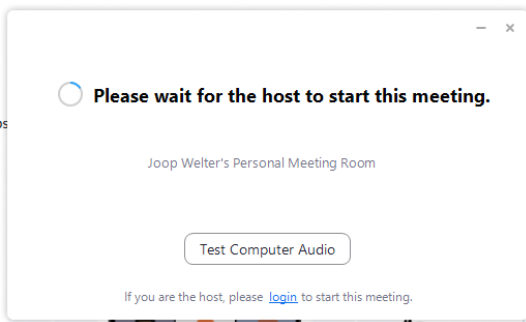 Please wait for the host to start this meeting.
Joop Welter's Personal Meeting Room
Test Computer Audio
If you are the host, please login to start this meeting.